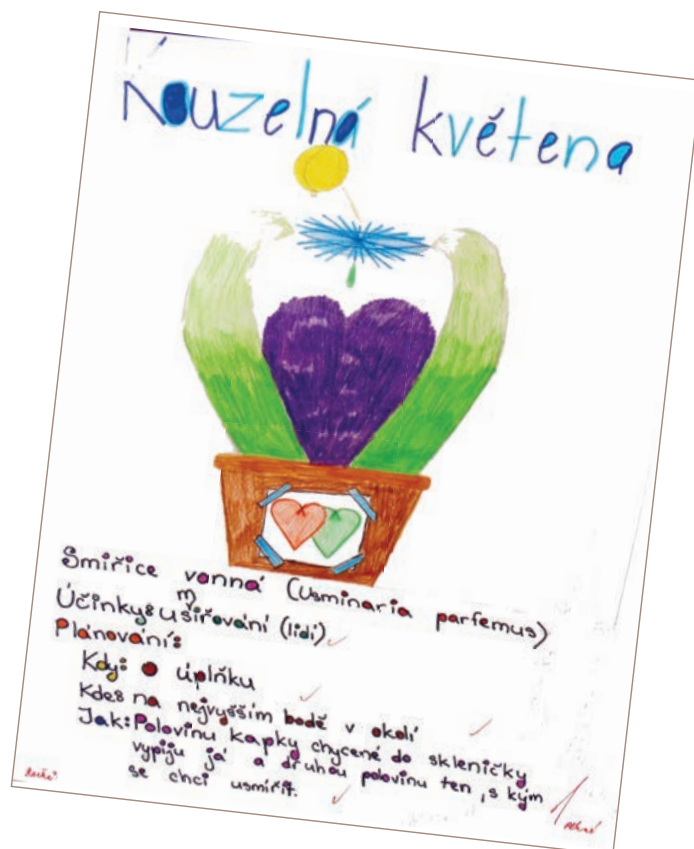 Kouzelná květena
Smiřice vonná (Usminaria parfemus)
Účinky: usmiřování (lidí)
Plánování:
Kdy: o úplňku
Kde: na nejvyšším bodě v okolí
Jak: Polovinu kapky chycené do skleničky
vypiju já a druhou polovinu ten, s kým
se chci usmířit.